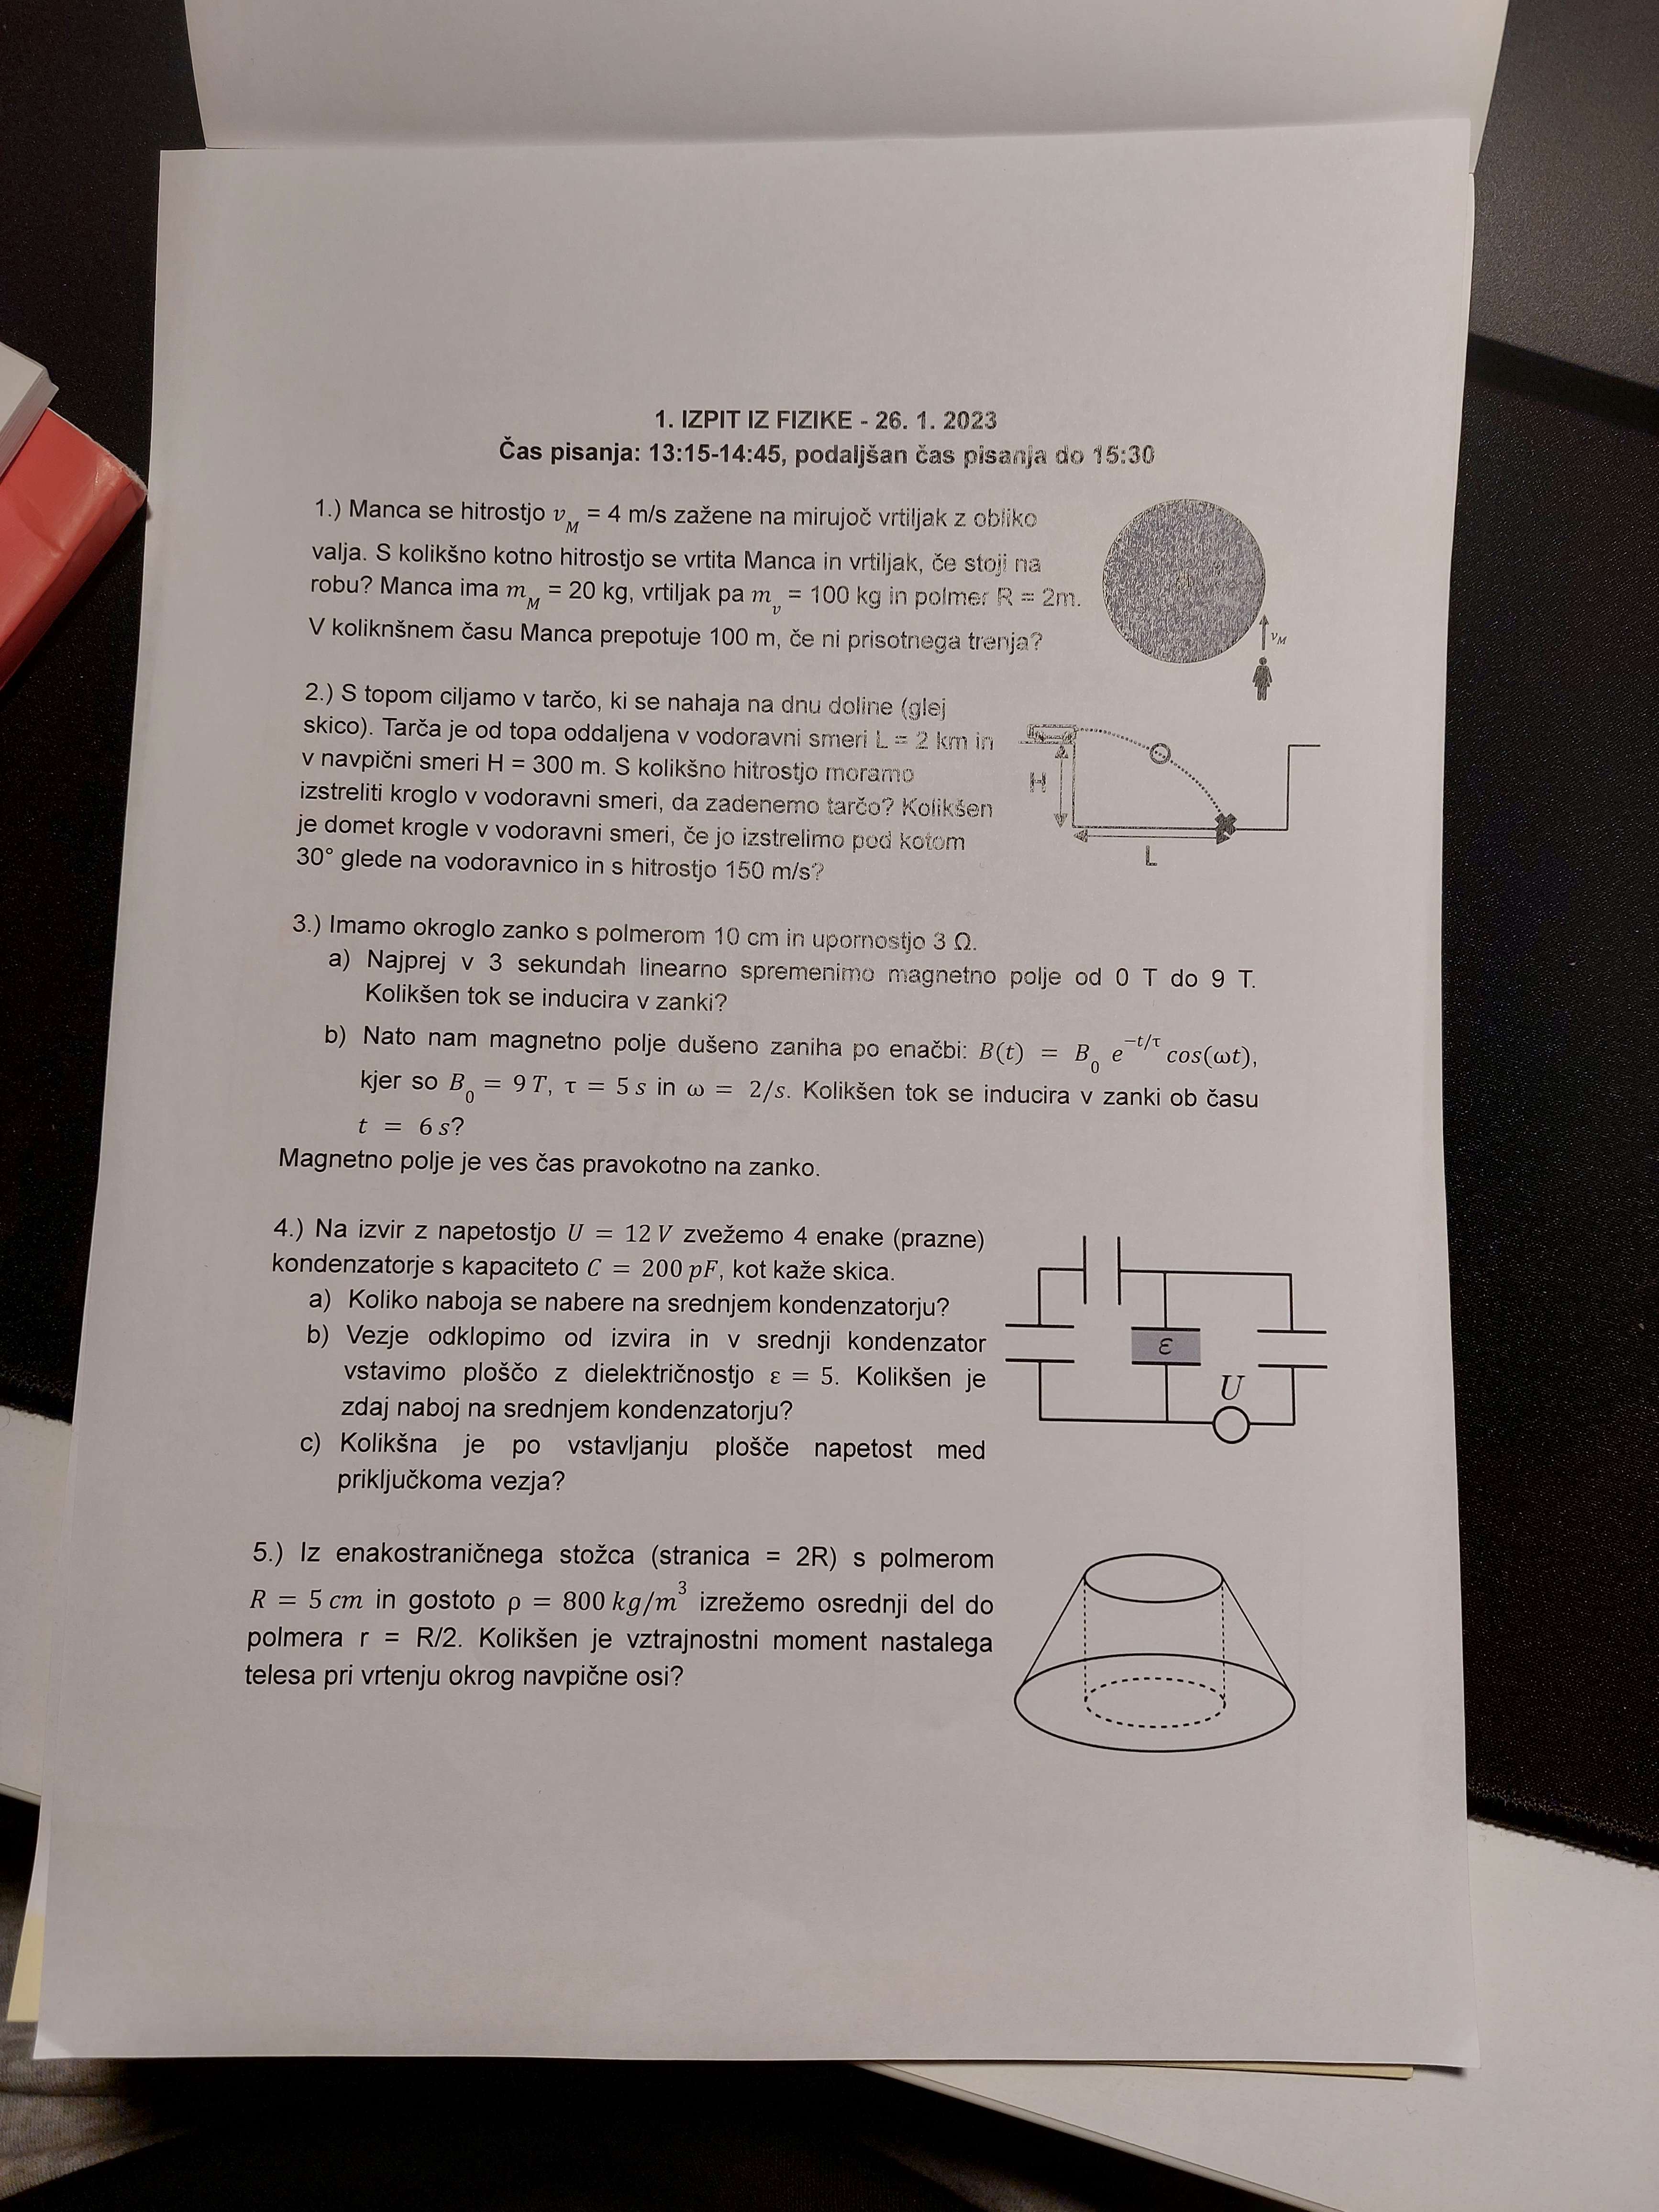 1. IZPIT IZ FIZIKE - 26. 1. 2023
Čas pisanja: 13:15-14:45, podaljšan čas pisanja do 15:30
1.) Manca se hitrostjo v_M = 4 m/s zažene na mirujoč vrtiljak z obliko
valja. S kolikšno kotno hitrostjo se vrtita Manca in vrtiljak, če stoji na
robu? Manca ima m_M = 20 kg, vrtiljak pa m_v = 100 kg in polmer R = 2m.
V koliknšnem času Manca prepotuje 100 m, če ni prisotnega trenja?
v_M
2.) S topom ciljamo v tarčo, ki se nahaja na dnu doline (glej
skico). Tarča je od topa oddaljena v vodoravni smeri L = 2 km in
v navpični smeri H = 300 m. S kolikšno hitrostjo moramo
izstreliti kroglo v vodoravni smeri, da zadenemo tarčo? Kolikšen
je domet krogle v vodoravni smeri, če jo izstrelimo pod kotom
30° glede na vodoravnico in s hitrostjo 150 m/s?
H
L
3.) Imamo okroglo zanko s polmerom 10 cm in upornostjo 3 Ω.
a) Najprej v 3 sekundah linearno spremenimo magnetno polje od 0 T do 9 T.
Kolikšen tok se inducira v zanki?
b) Nato nam magnetno polje dušeno zaniha po enačbi: B(t) = B_0 e^{-t/τ} cos(ωt),
kjer so B_0 = 9 T, τ = 5 s in ω = 2/s. Kolikšen tok se inducira v zanki ob času
t = 6 s?
Magnetno polje je ves čas pravokotno na zanko.
4.) Na izvir z napetostjo U = 12 V zvežemo 4 enake (prazne)
kondenzatorje s kapaciteto C = 200 pF, kot kaže skica.
a) Koliko naboja se nabere na srednjem kondenzatorju?
b) Vezje odklopimo od izvira in v srednji kondenzator
vstavimo ploščo z dielektričnostjo ε = 5. Kolikšen je
zdaj naboj na srednjem kondenzatorju?
c) Kolikšna je po vstavljanju plošče napetost med
priključkoma vezja?
ε
U
5.) Iz enakostraničnega stožca (stranica = 2R) s polmerom
R = 5 cm in gostoto ρ = 800 kg/m³ izrežemo osrednji del do
polmera r = R/2. Kolikšen je vztrajnostni moment nastalega
telesa pri vrtenju okrog navpične osi?